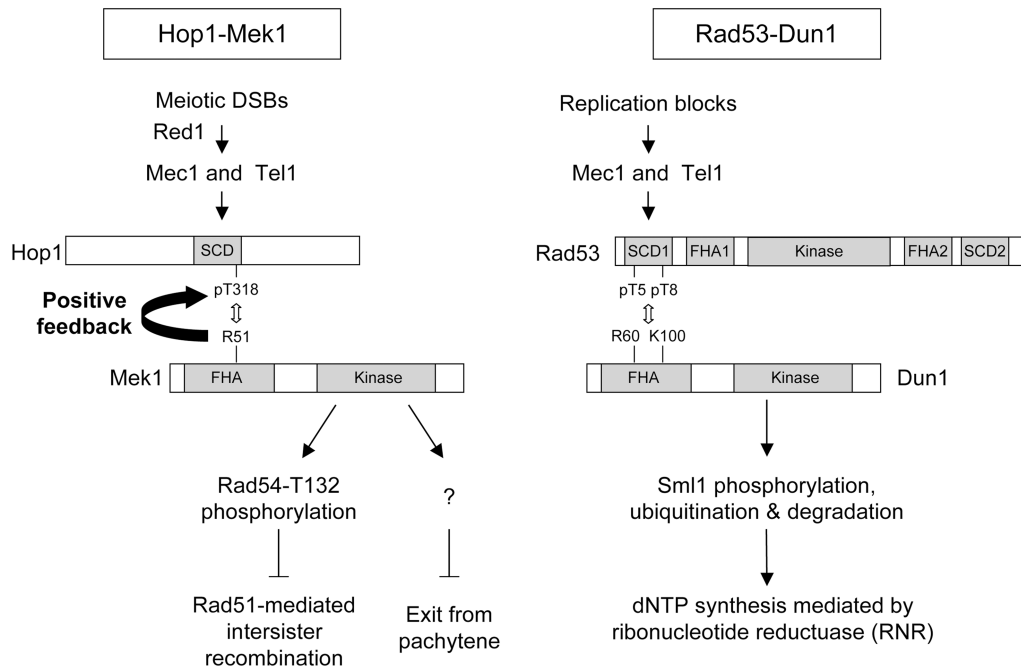 Hop1-Mek1
Meiotic DSBs
Red1
Mec1 and Tel1
Hop1
SCD
pT318
Positive
feedback
R51
Mek1
FHA
Kinase
Rad54-T132
phosphorylation
?
Rad51-mediated
intersister
recombination
Exit from
pachytene
Rad53-Dun1
Replication blocks
Mec1 and Tel1
Rad53
SCD1
FHA1
Kinase
FHA2
SCD2
pT5 pT8
R60 K100
FHA
Kinase
Dun1
Sml1 phosphorylation,
ubiquitination & degradation
dNTP synthesis mediated by
ribonucleotide reductuase (RNR)